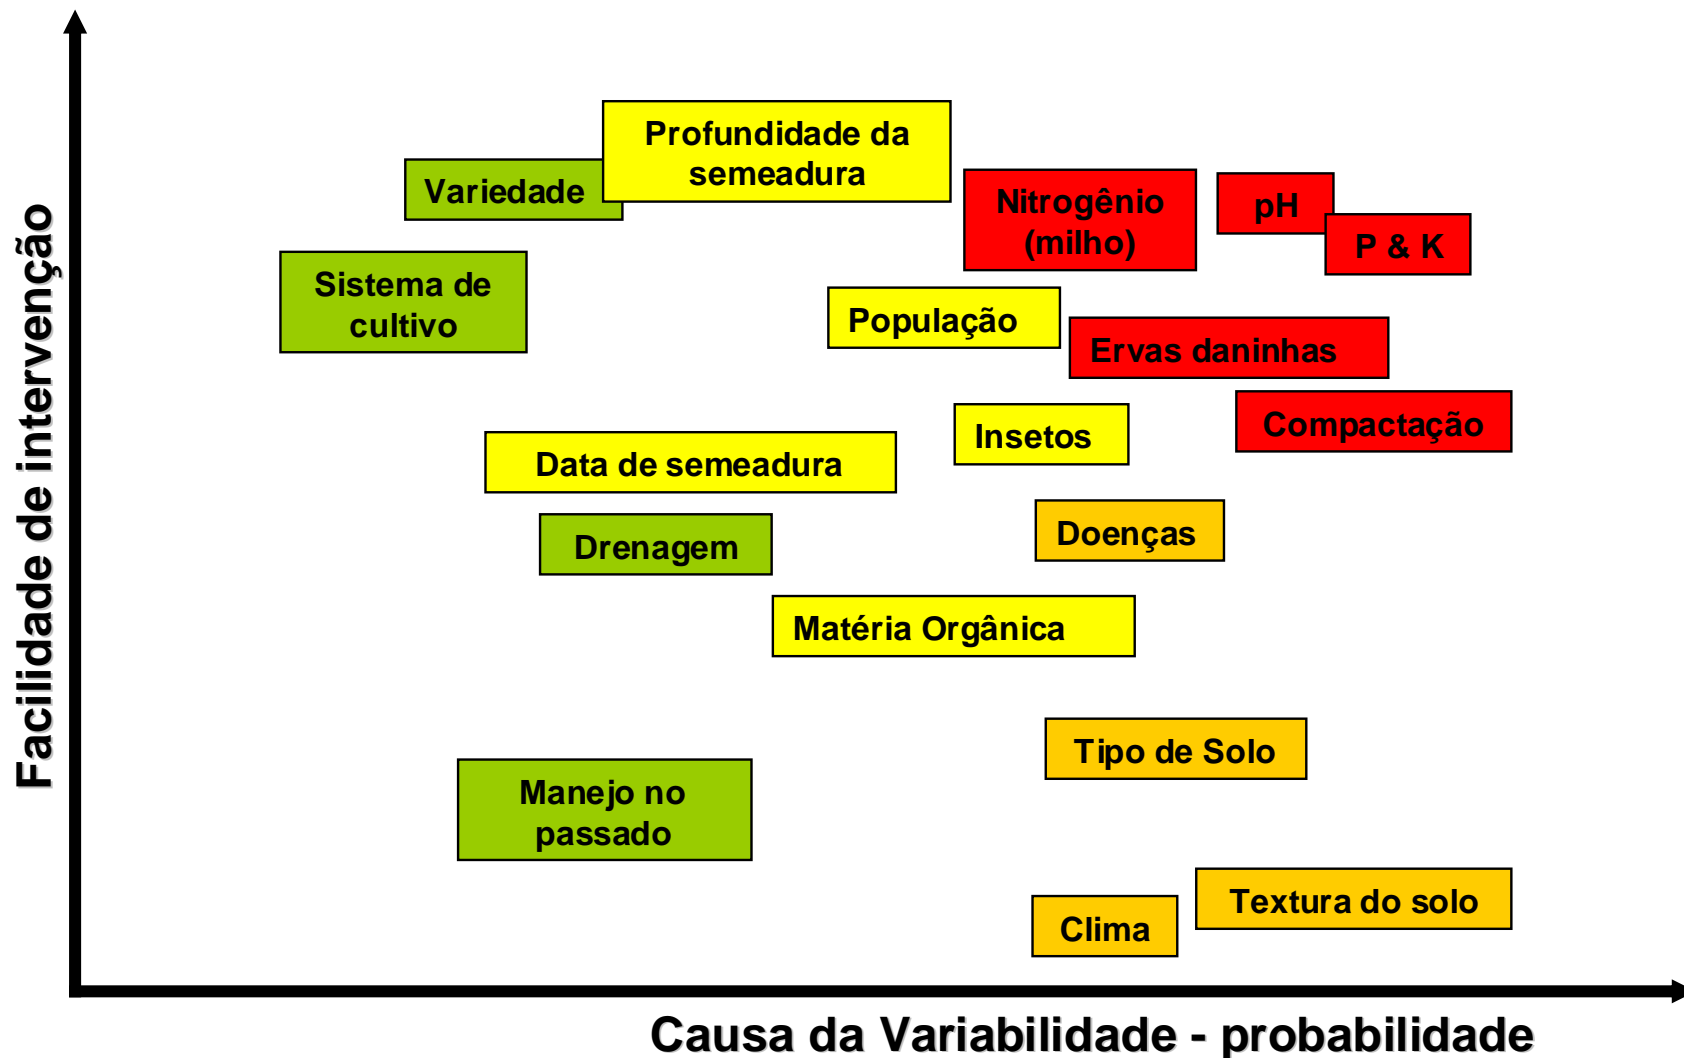 Facilidade de intervenção
Profundidade da
semeadura
Variedade
Nitrogênio
(milho)
pH
P & K
Sistema de
cultivo
População
Ervas daninhas
Compactação
Insetos
Data de semeadura
Doenças
Drenagem
Matéria Orgânica
Tipo de Solo
Manejo no
passado
Textura do solo
Clima
Causa da Variabilidade - probabilidade